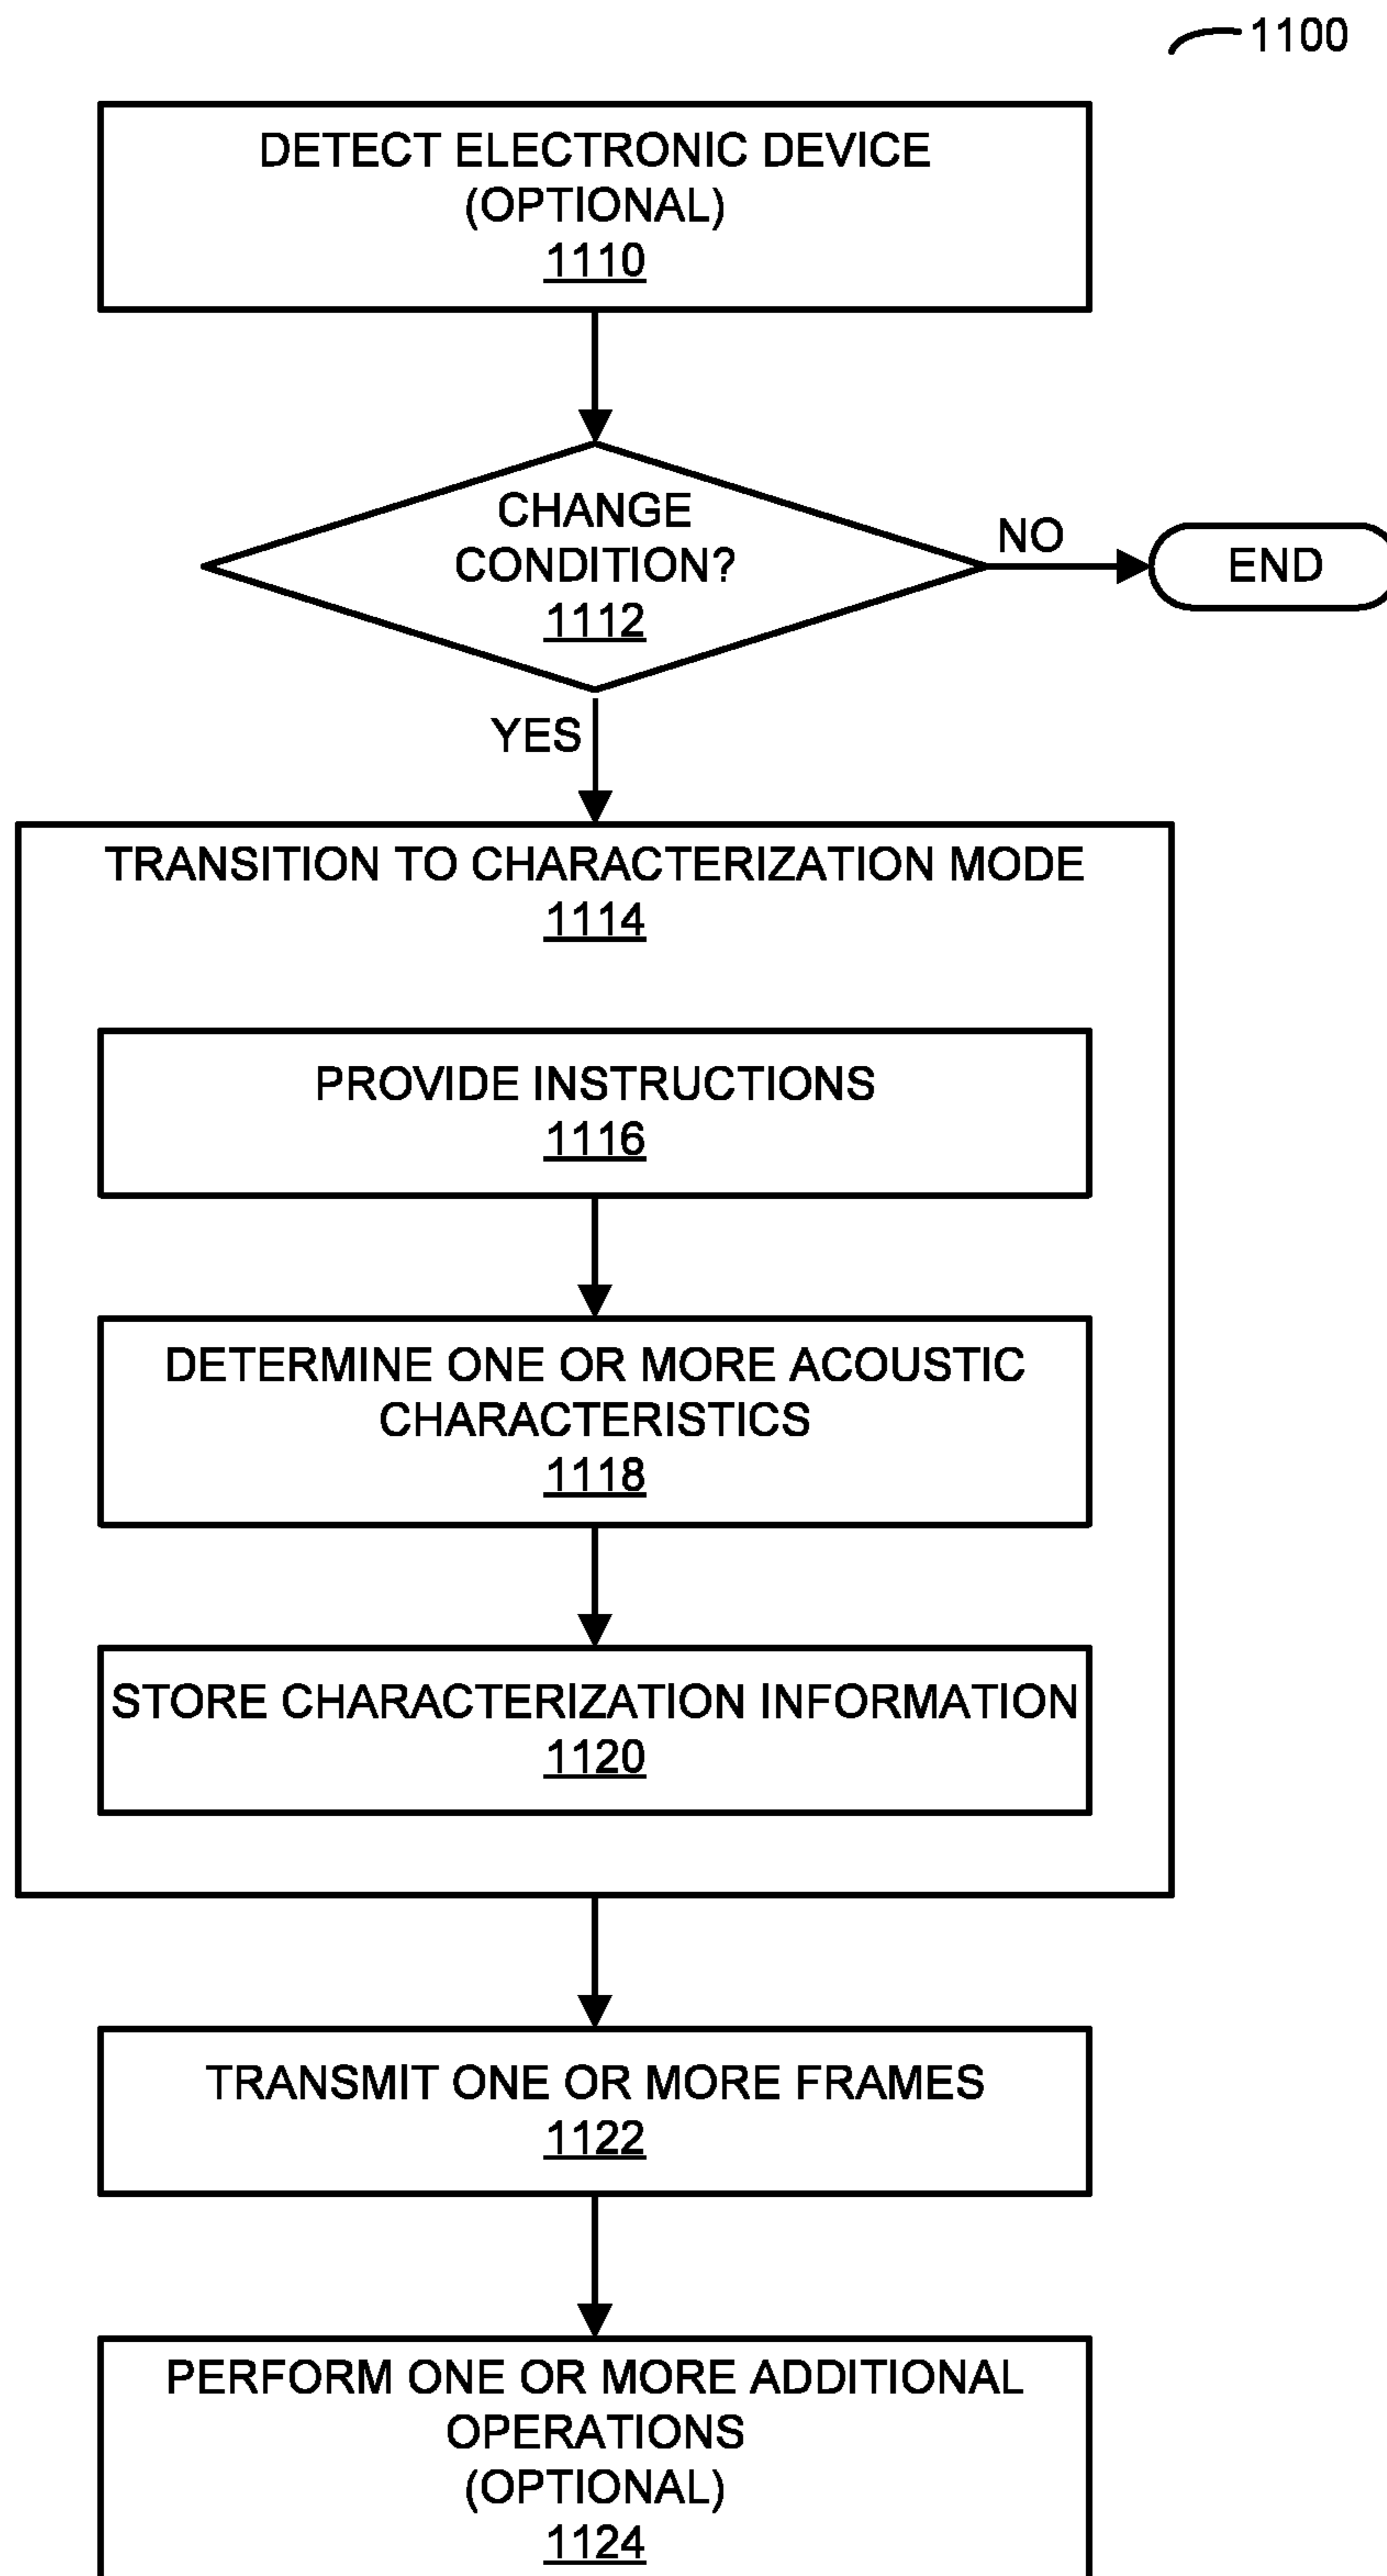 1100
DETECT ELECTRONIC DEVICE
(OPTIONAL)
1110
CHANGE
CONDITION?
1112
NO
END
YES
TRANSITION TO CHARACTERIZATION MODE
1114
PROVIDE INSTRUCTIONS
1116
DETERMINE ONE OR MORE ACOUSTIC
CHARACTERISTICS
1118
STORE CHARACTERIZATION INFORMATION
1120
TRANSMIT ONE OR MORE FRAMES
1122
PERFORM ONE OR MORE ADDITIONAL
OPERATIONS
(OPTIONAL)
1124